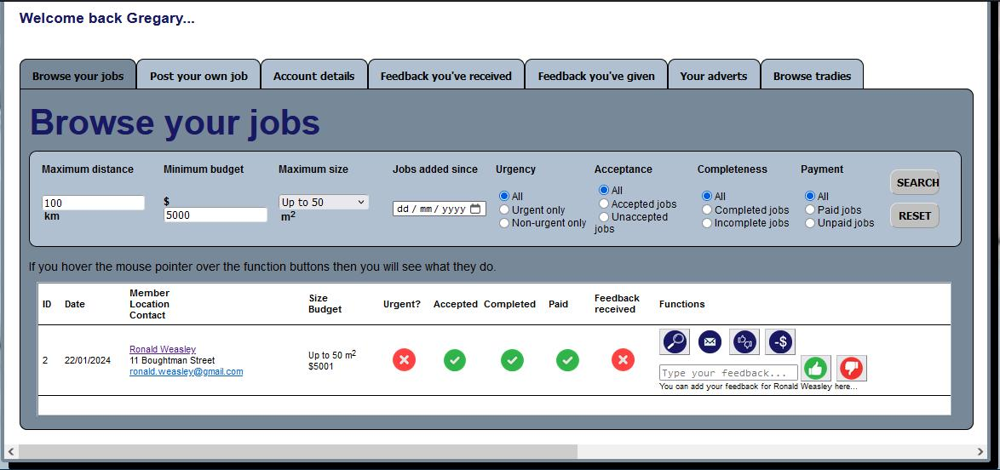 Welcome back Gregary...
Browse your jobs
Post your own job
Account details
Feedback you've received
Feedback you've given
Your adverts
Browse tradies
Browse your jobs
Maximum distance
100
km
Minimum budget
$
5000
Maximum size
Up to 50
m²
Jobs added since
dd / mm / yyyy
Urgency
All
Urgent only
Non-urgent only
Acceptance
All
Accepted jobs
Unaccepted
jobs
Completeness
All
Completed jobs
Incomplete jobs
Payment
All
Paid jobs
Unpaid jobs
SEARCH
RESET
If you hover the mouse pointer over the function buttons then you will see what they do.
ID
Date
Member
Location
Contact
Size
Budget
Urgent?
Accepted
Completed
Paid
Feedback
received
Functions
2
22/01/2024
Ronald Weasley
11 Boughtman Street
ronald.weasley@gmail.com
Up to 50 m²
$5001
-$
Type your feedback...
You can add your feedback for Ronald Weasley here...